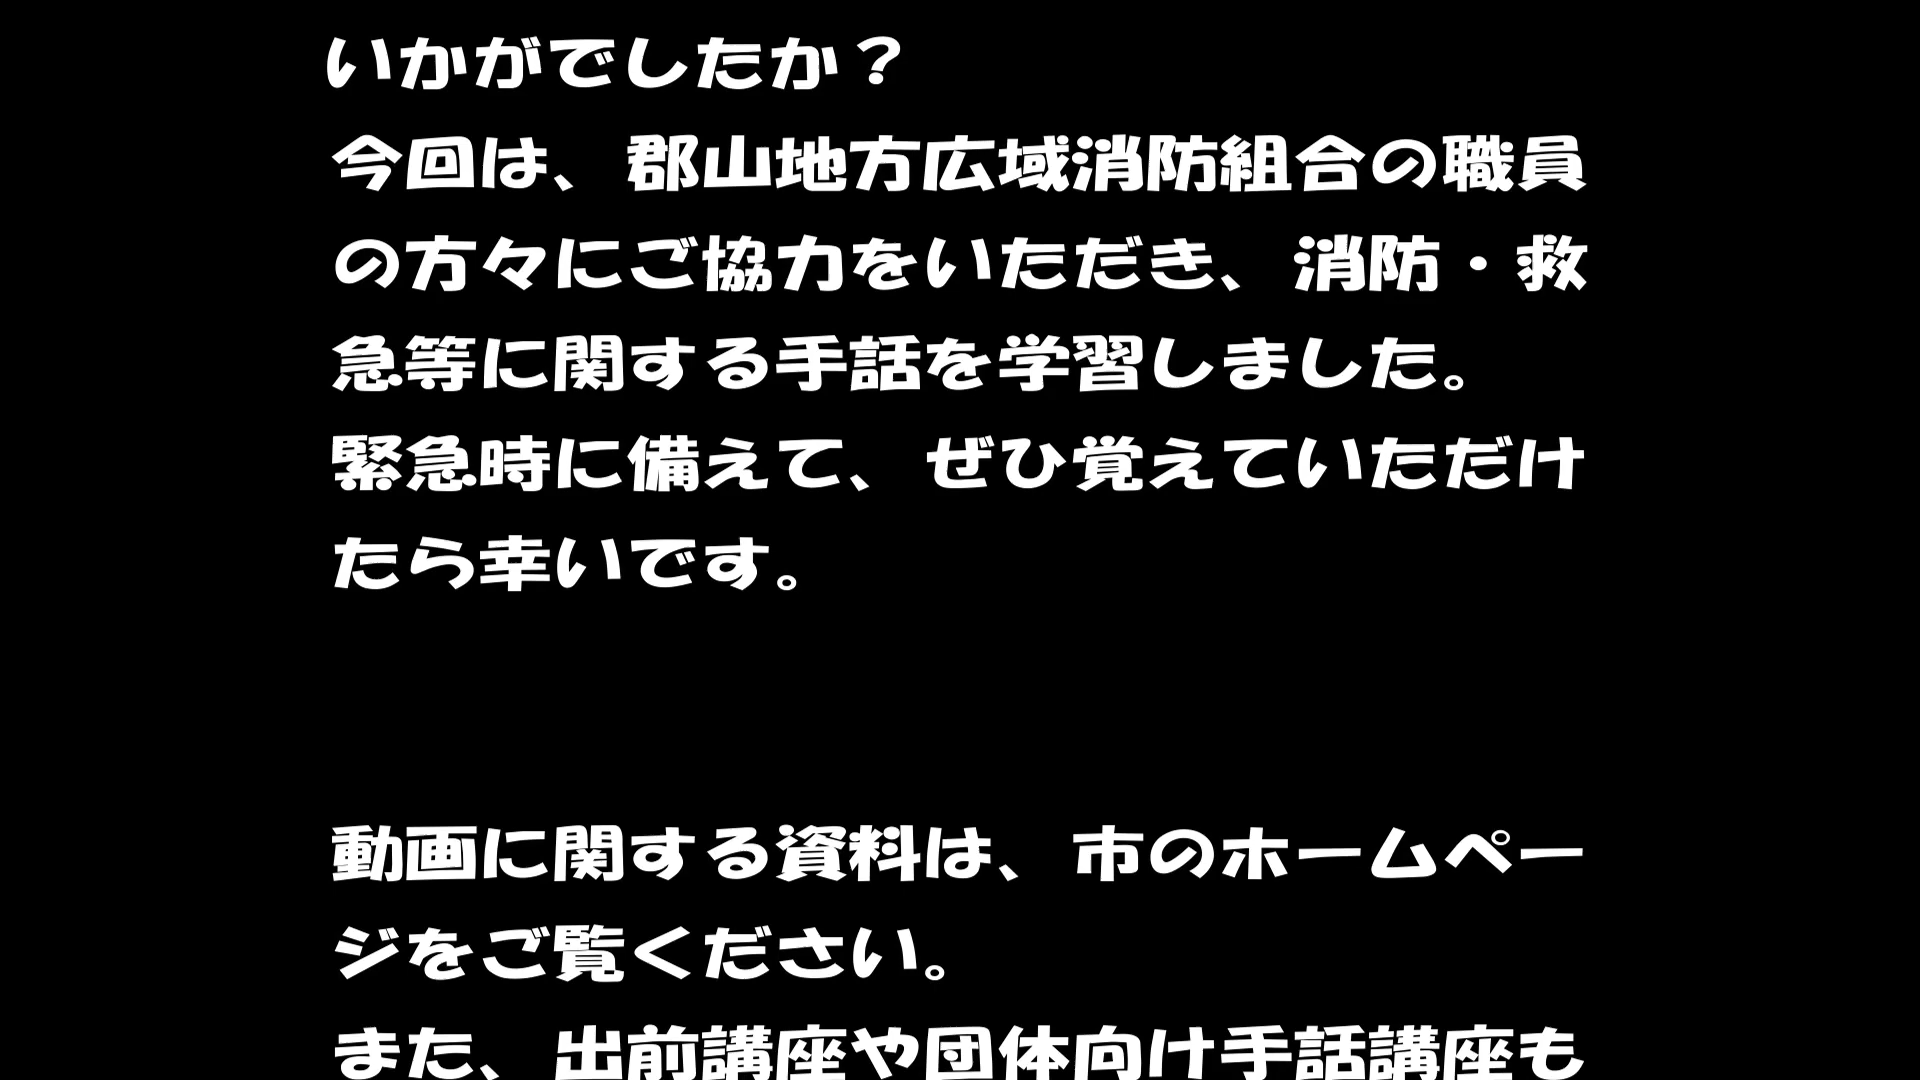 いかがでしたか？
今回は、郡山地方広域消防組合の職員
の方々にご協力をいただき、消防・救
急等に関する手話を学習しました。
緊急時に備えて、ぜひ覚えていただけ
たら幸いです。
動画に関する資料は、市のホームペー
ジをご覧ください。
また、出前講座や団体向け手話講座も